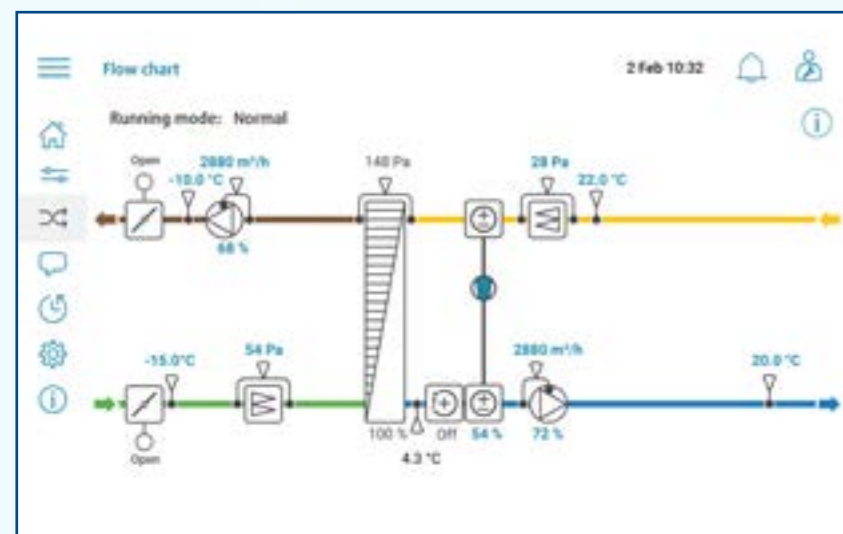 Flow chart
2 Feb 10:32
Running mode: Normal
Open
2880 m³/h
-10.0 °C
68 %
140 Pa
28 Pa
22.0 °C
-15.0°C
54 Pa
2880 m³/h
20.0 °C
100 %
Off
54 %
72 %
4.3 °C
Open